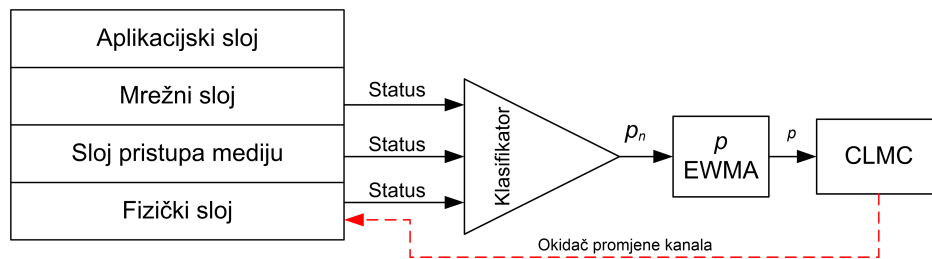 Aplikacijski sloj
Mrežni sloj
Sloj pristupa mediju
Fizički sloj
Status
Status
Status
Klasifikator
pn
p
EWMA
p
CLMC
Okidač promjene kanala